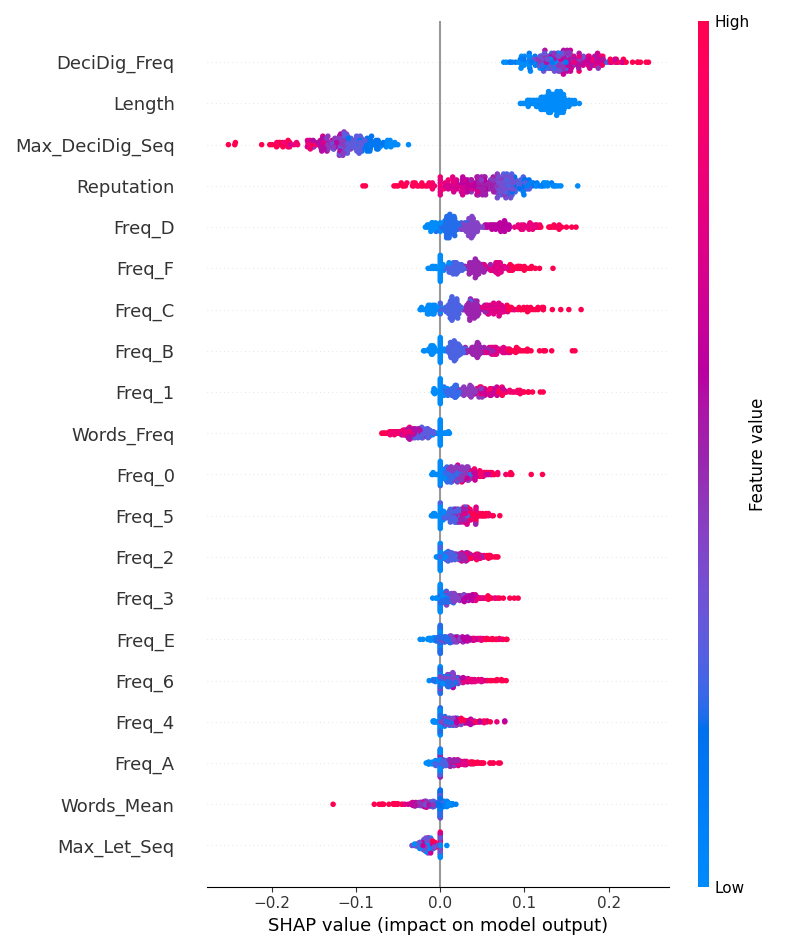 High
DeciDig_Freq
Length
Max_DeciDig_Seq
Reputation
Freq_D
Freq_F
Freq_C
Freq_B
Freq_1
Words_Freq
Freq_0
Freq_5
Freq_2
Freq_3
Freq_E
Freq_6
Freq_4
Freq_A
Words_Mean
Max_Let_Seq
Feature value
Low
−0.2 −0.1 0.0 0.1 0.2
SHAP value (impact on model output)